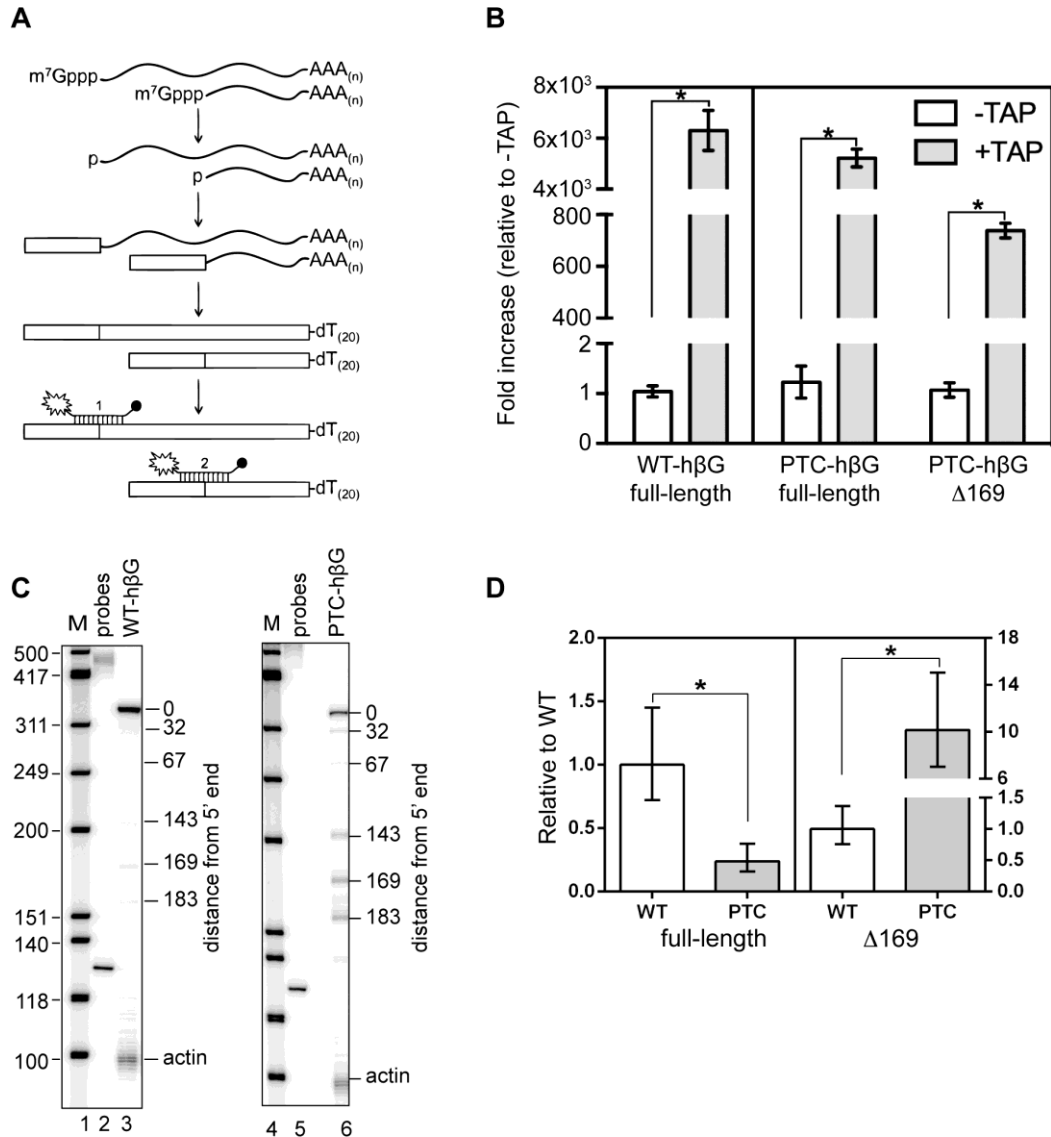 A
m⁷Gppp AAA(n)
m⁷Gppp AAA(n)
p AAA(n)
p AAA(n)
AAA(n)
AAA(n)
dT(20)
dT(20)
1
dT(20)
2
dT(20)
B
Fold increase (relative to -TAP)
8x10³
6x10³
4x10³
800
600
400
2
1
0
* * *
-TAP
+TAP
WT-hβG
full-length
PTC-hβG
full-length
PTC-hβG
Δ169
C
M probes WT-hβG
500
417
311
249
200
151
140
118
100
0
32
67
143
169
183
actin
distance from 5' end
1 2 3
M probes PTC-hβG
0
32
67
143
169
183
actin
distance from 5' end
4 5 6
D
Relative to WT
2.0
1.5
1.0
0.5
0.0
* *
18
14
10
6
1.5
1.0
0.5
0.0
WT PTC WT PTC
full-length Δ169